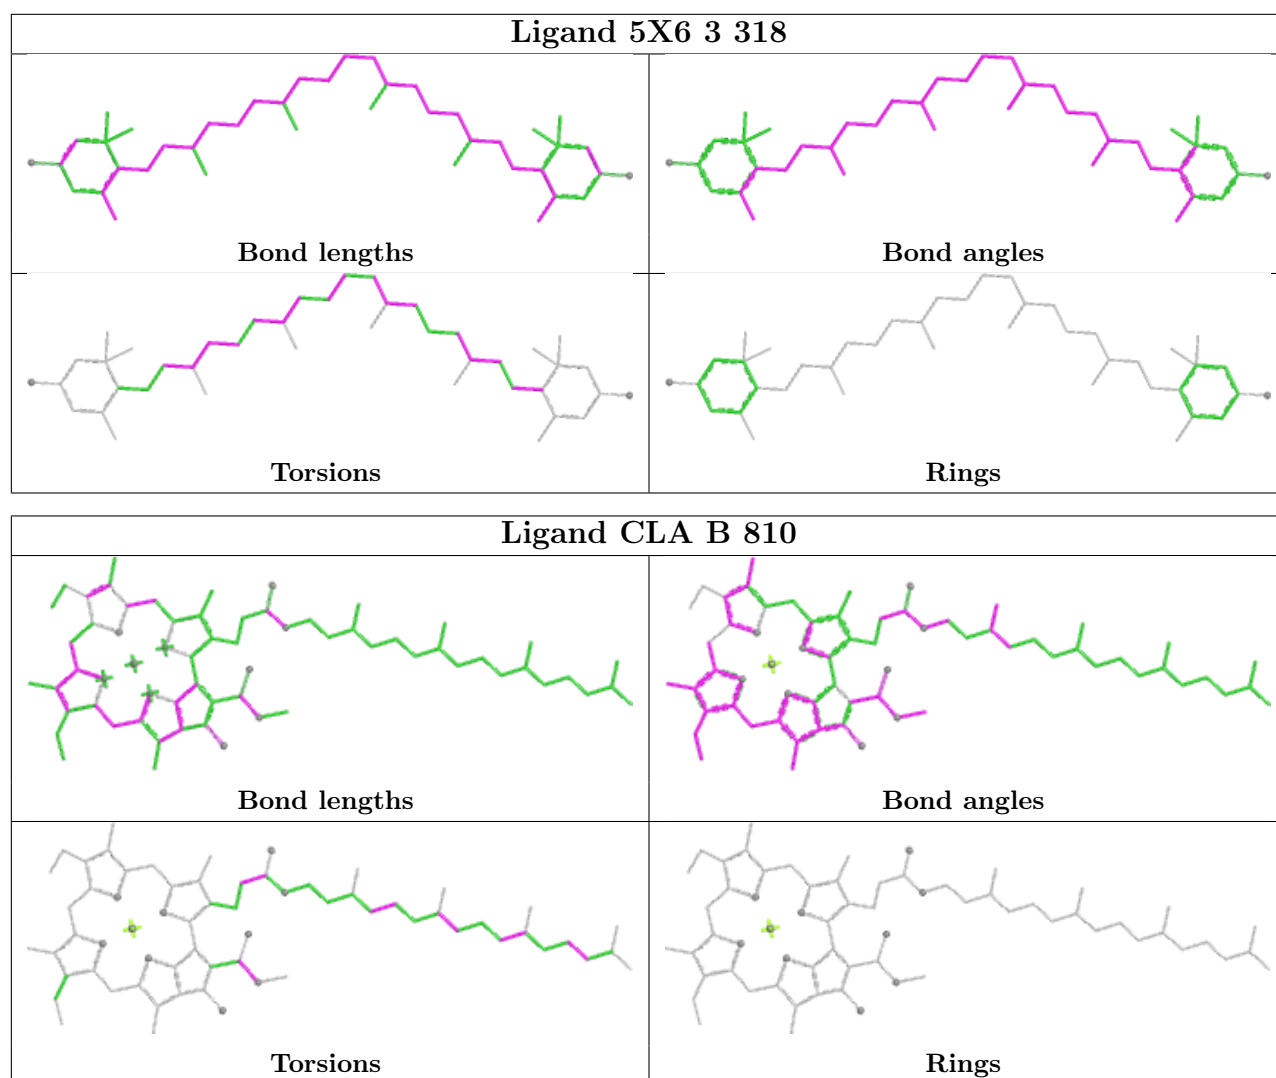 Ligand 5X6 3 318
Bond lengths
Bond angles
Torsions
Rings
Ligand CLA B 810
Bond lengths
Bond angles
Torsions
Rings